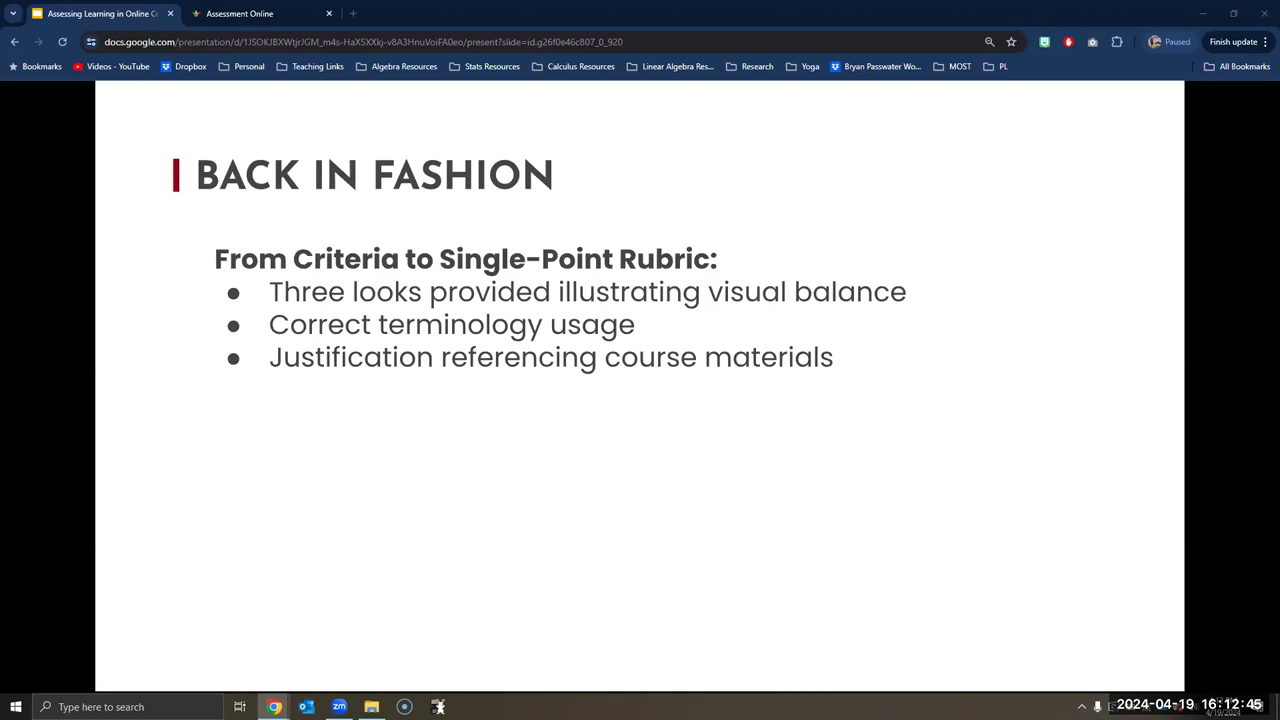 Assessing Learning in Online Co
Assessment Online
docs.google.com/presentation/d/1JSOKJBXWtjrJGM_m4s-HaX5XXkj-v8A3HnuVoiFA0eo/present?slide=id.g26f0e46c807_0_920
Paused
Finish update
Bookmarks
Videos - YouTube
Dropbox
Personal
Teaching Links
Algebra Resources
Stats Resources
Calculus Resources
Linear Algebra Res...
Research
Yoga
Bryan Passwater Wo...
MOST
PL
All Bookmarks
BACK IN FASHION
From Criteria to Single-Point Rubric:
● Three looks provided illustrating visual balance
● Correct terminology usage
● Justification referencing course materials
Type here to search
2024-04-19 16:12:45